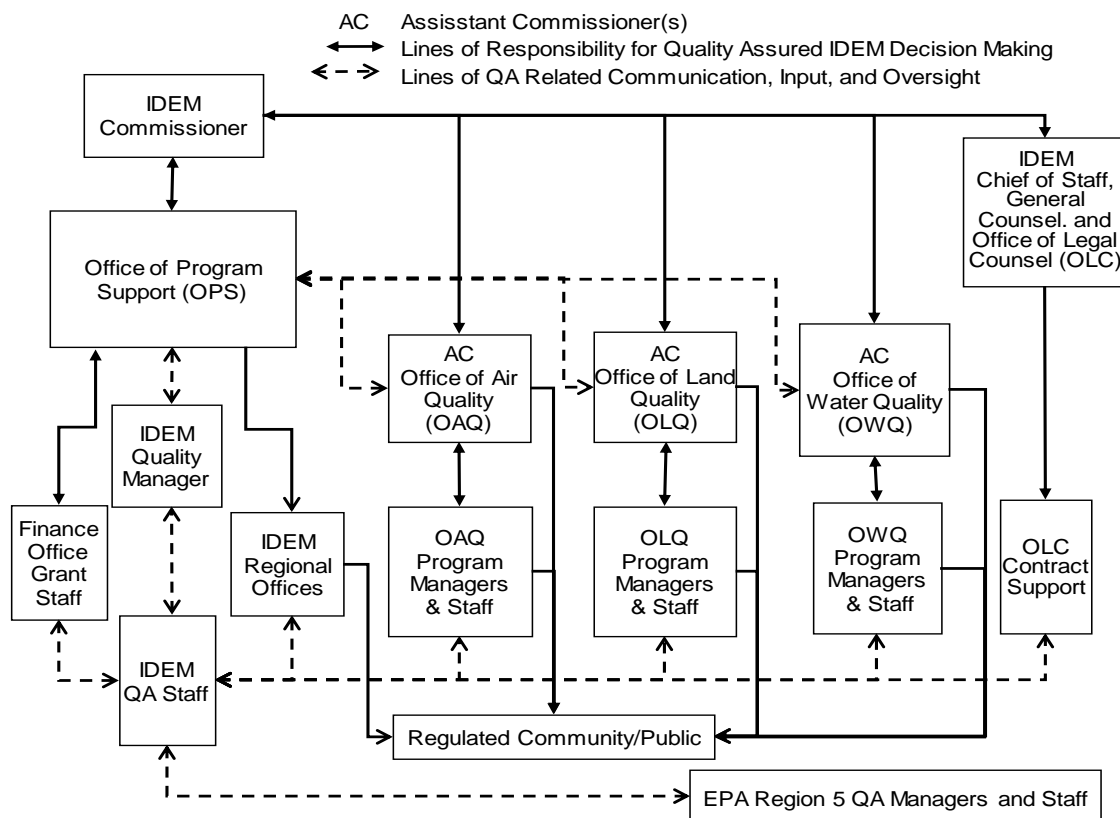 AC Assisstant Commissioner(s)
Lines of Responsibility for Quality Assured IDEM Decision Making
Lines of QA Related Communication, Input, and Oversight
IDEM
Commissioner
IDEM
Chief of Staff,
General
Counsel. and
Office of Legal
Counsel (OLC)
Office of Program
Support (OPS)
AC
Office of Air
Quality
(OAQ)
AC
Office of Land
Quality
(OLQ)
AC
Office of
Water Quality
(OWQ)
IDEM
Quality
Manager
Finance
Office
Grant
Staff
IDEM
Regional
Offices
OAQ
Program
Managers
& Staff
OLQ
Program
Managers
& Staff
OWQ
Program
Managers
& Staff
OLC
Contract
Support
IDEM
QA Staff
Regulated Community/Public
EPA Region 5 QA Managers and Staff